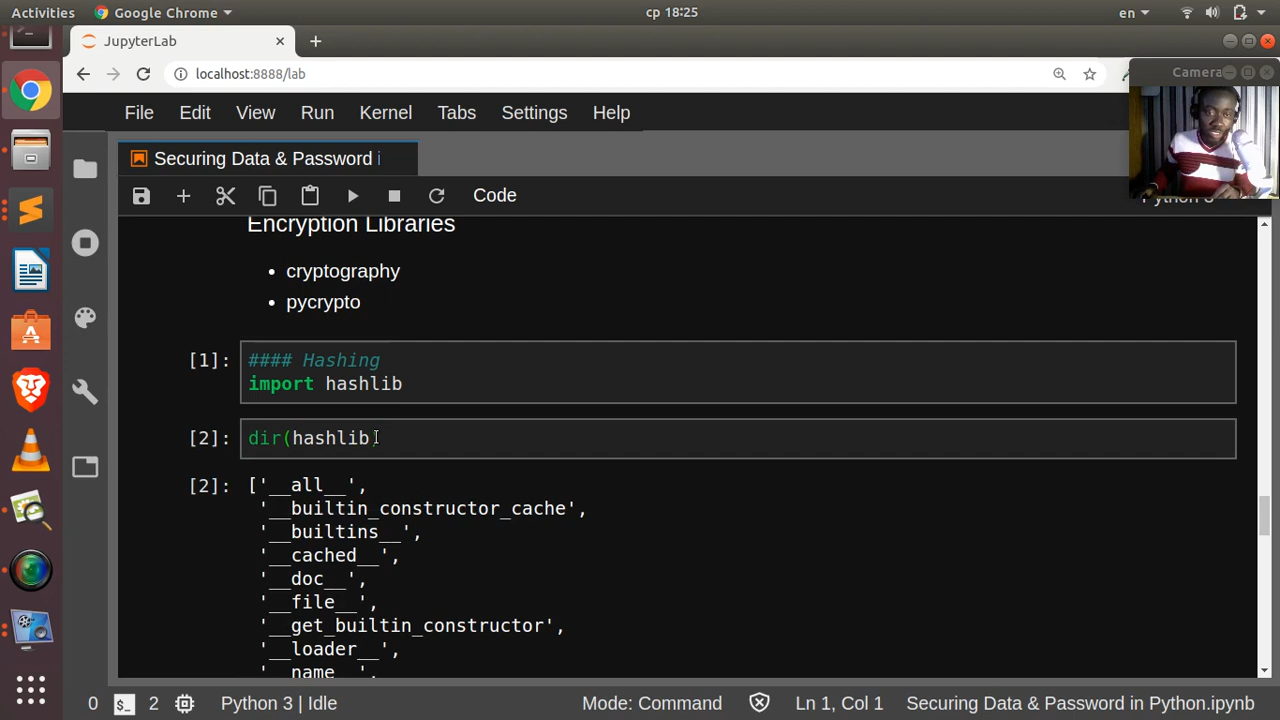 Activities
Google Chrome
ср 18:25
en
JupyterLab
localhost:8888/lab
Camera
File
Edit
View
Run
Kernel
Tabs
Settings
Help
Securing Data & Password i
Code
Encryption Libraries
• cryptography
• pycrypto
[1]:
#### Hashing
import hashlib
[2]:
dir(hashlib)
[2]:
['__all__',
'__builtin_constructor_cache',
'__builtins__',
'__cached__',
'__doc__',
'__file__',
'__get_builtin_constructor',
'__loader__',
'__name__',
0
$_
2
Python 3 | Idle
Mode: Command
Ln 1, Col 1
Securing Data & Password in Python.ipynb